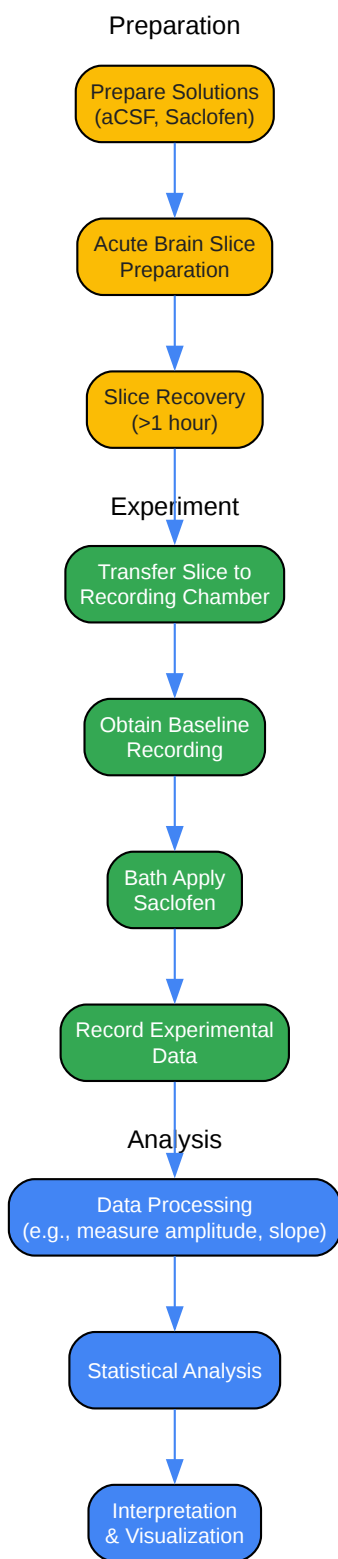 Preparation
Prepare Solutions
(aCSF, Saclofen)
Acute Brain Slice
Preparation
Slice Recovery
(>1 hour)
Experiment
Transfer Slice to
Recording Chamber
Obtain Baseline
Recording
Bath Apply
Saclofen
Record Experimental
Data
Analysis
Data Processing
(e.g., measure amplitude, slope)
Statistical Analysis
Interpretation
& Visualization